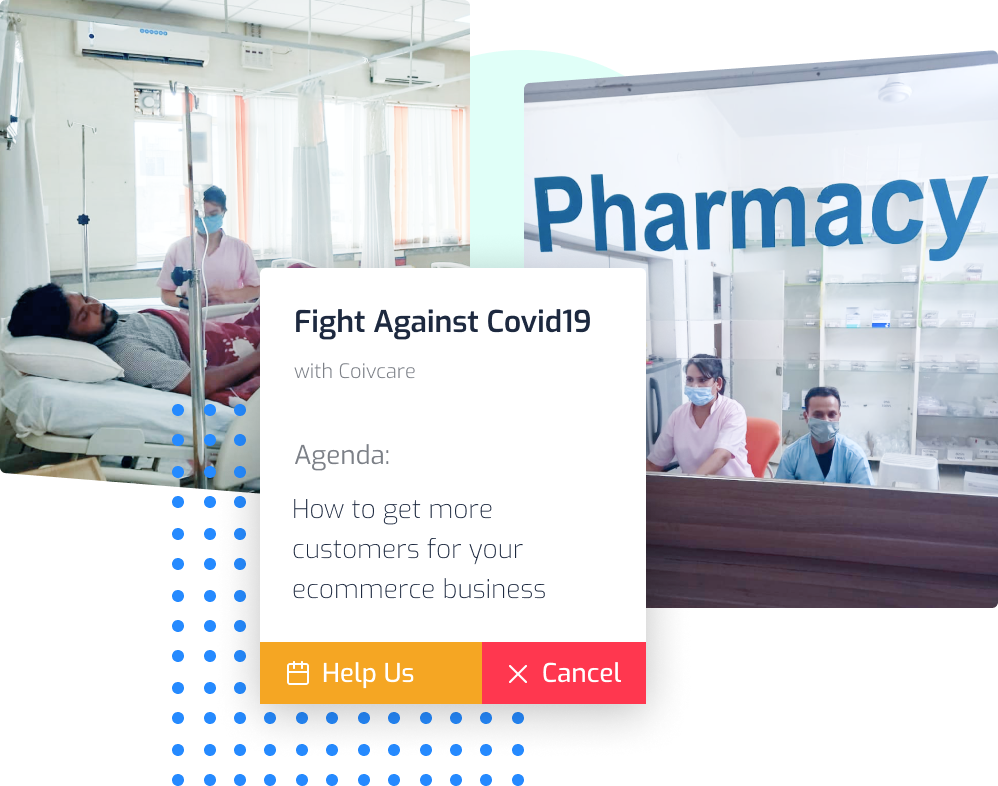 Pharmacy
Fight Against Covid19
with Coivcare
Agenda:
How to get more
customers for your
ecommerce business
Help Us
Cancel